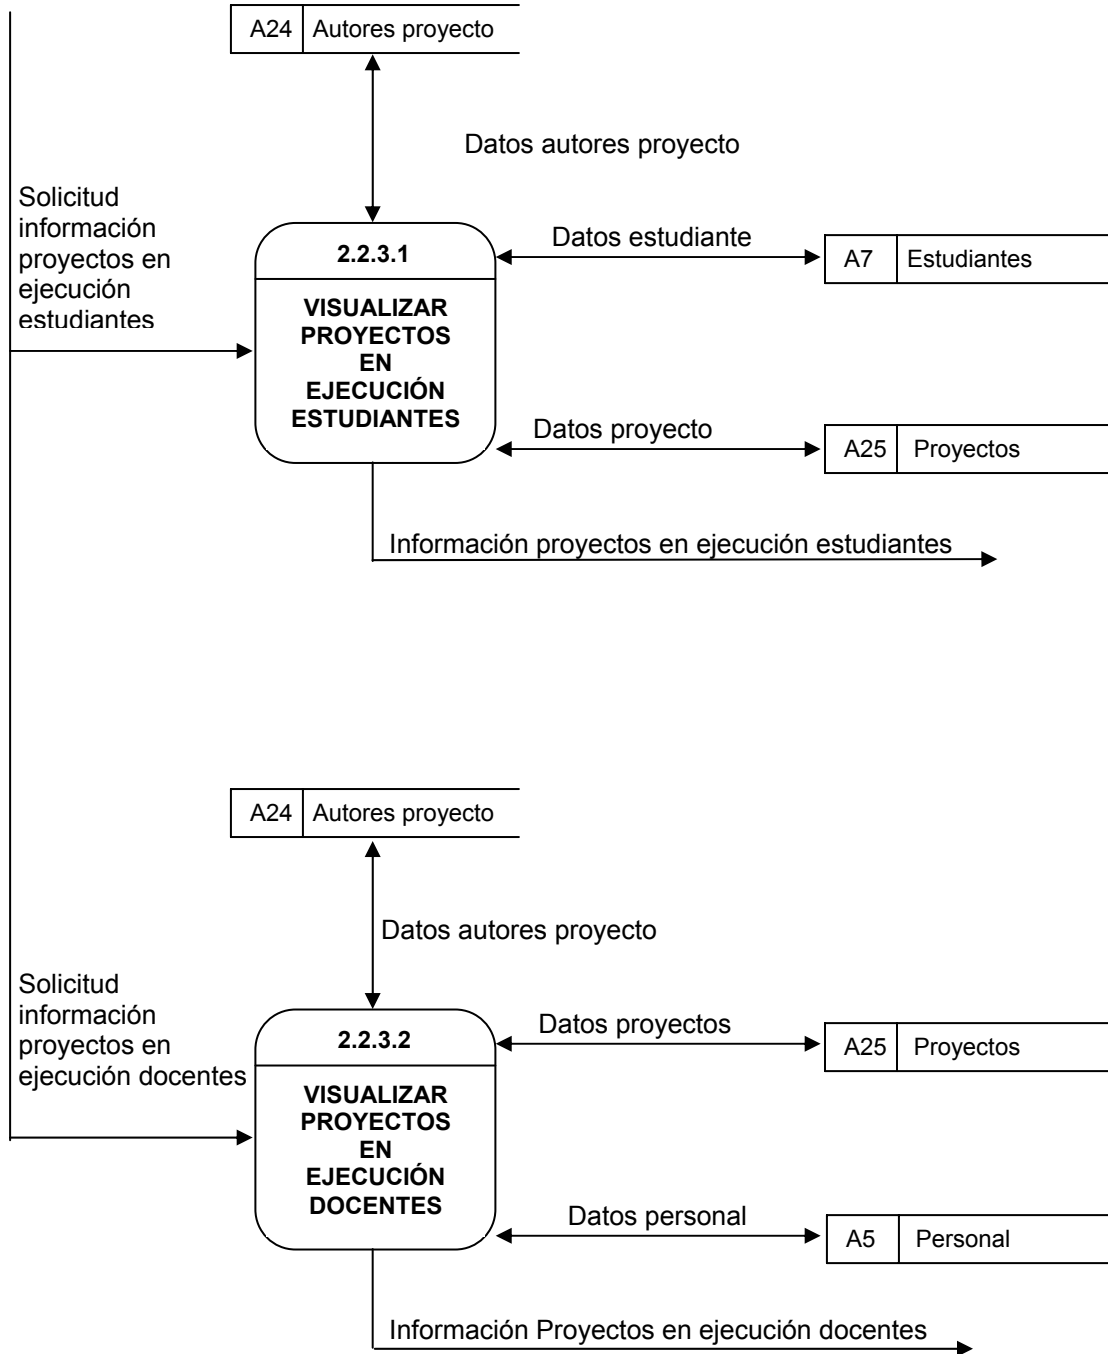 A24 Autores proyecto
Datos autores proyecto
Solicitud
información
proyectos en
ejecución
estudiantes
2.2.3.1
VISUALIZAR
PROYECTOS
EN
EJECUCIÓN
ESTUDIANTES
Datos estudiante
A7 Estudiantes
Datos proyecto
A25 Proyectos
Información proyectos en ejecución estudiantes
A24 Autores proyecto
Datos autores proyecto
Solicitud
información
proyectos en
ejecución docentes
2.2.3.2
VISUALIZAR
PROYECTOS
EN
EJECUCIÓN
DOCENTES
Datos proyectos
A25 Proyectos
Datos personal
A5 Personal
Información Proyectos en ejecución docentes